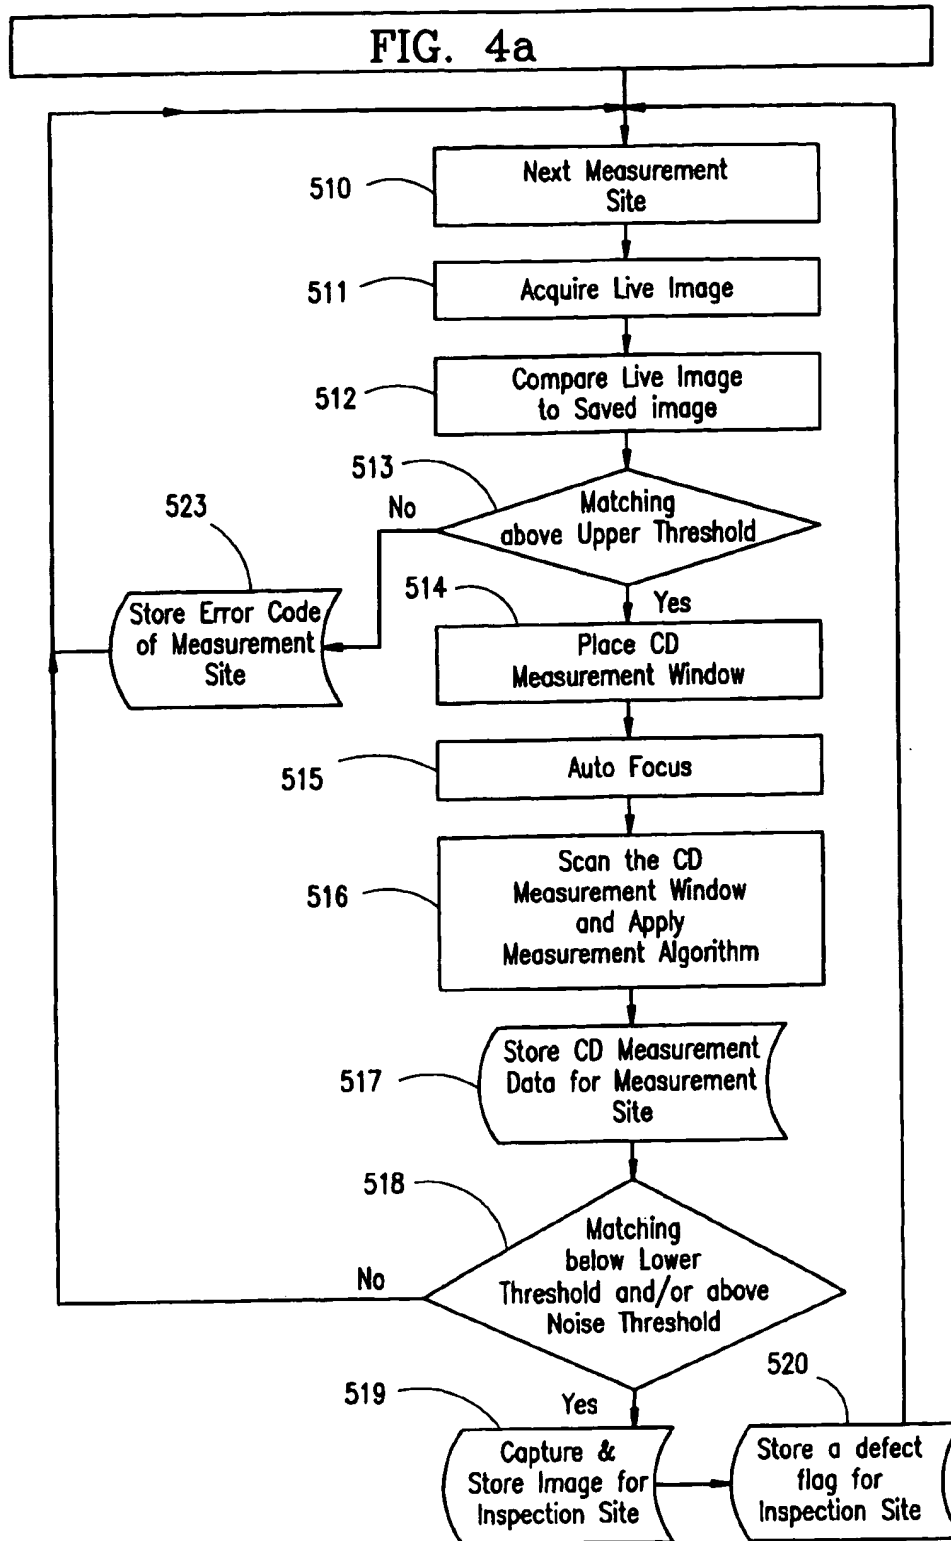 FIG. 4a
510
Next Measurement
Site
511
Acquire Live Image
512
Compare Live Image
to Saved image
513
Matching
above Upper Threshold
No
Yes
523
Store Error Code
of Measurement
Site
514
Place CD
Measurement Window
515
Auto Focus
516
Scan the CD
Measurement Window
and Apply
Measurement Algorithm
517
Store CD Measurement
Data for Measurement
Site
518
Matching
below Lower
Threshold and/or above
Noise Threshold
No
Yes
519
Capture &
Store Image for
Inspection Site
520
Store a defect
flag for
Inspection Site